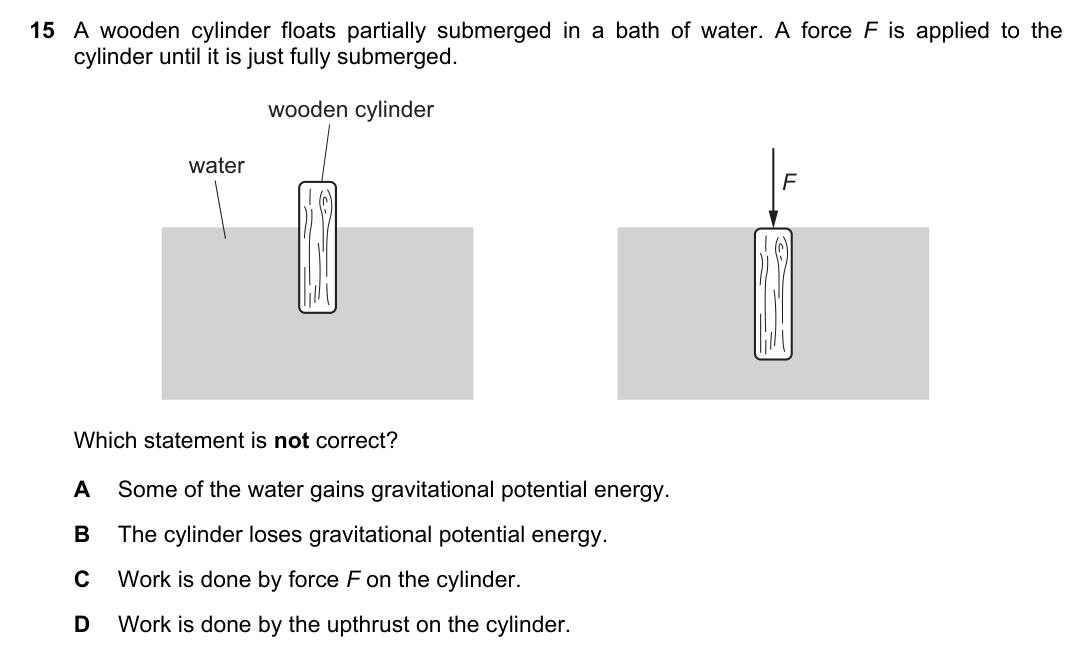 15 A wooden cylinder floats partially submerged in a bath of water. A force F is applied to the
cylinder until it is just fully submerged.
wooden cylinder
water
F
Which statement is not correct?
A Some of the water gains gravitational potential energy.
B The cylinder loses gravitational potential energy.
C Work is done by force F on the cylinder.
D Work is done by the upthrust on the cylinder.